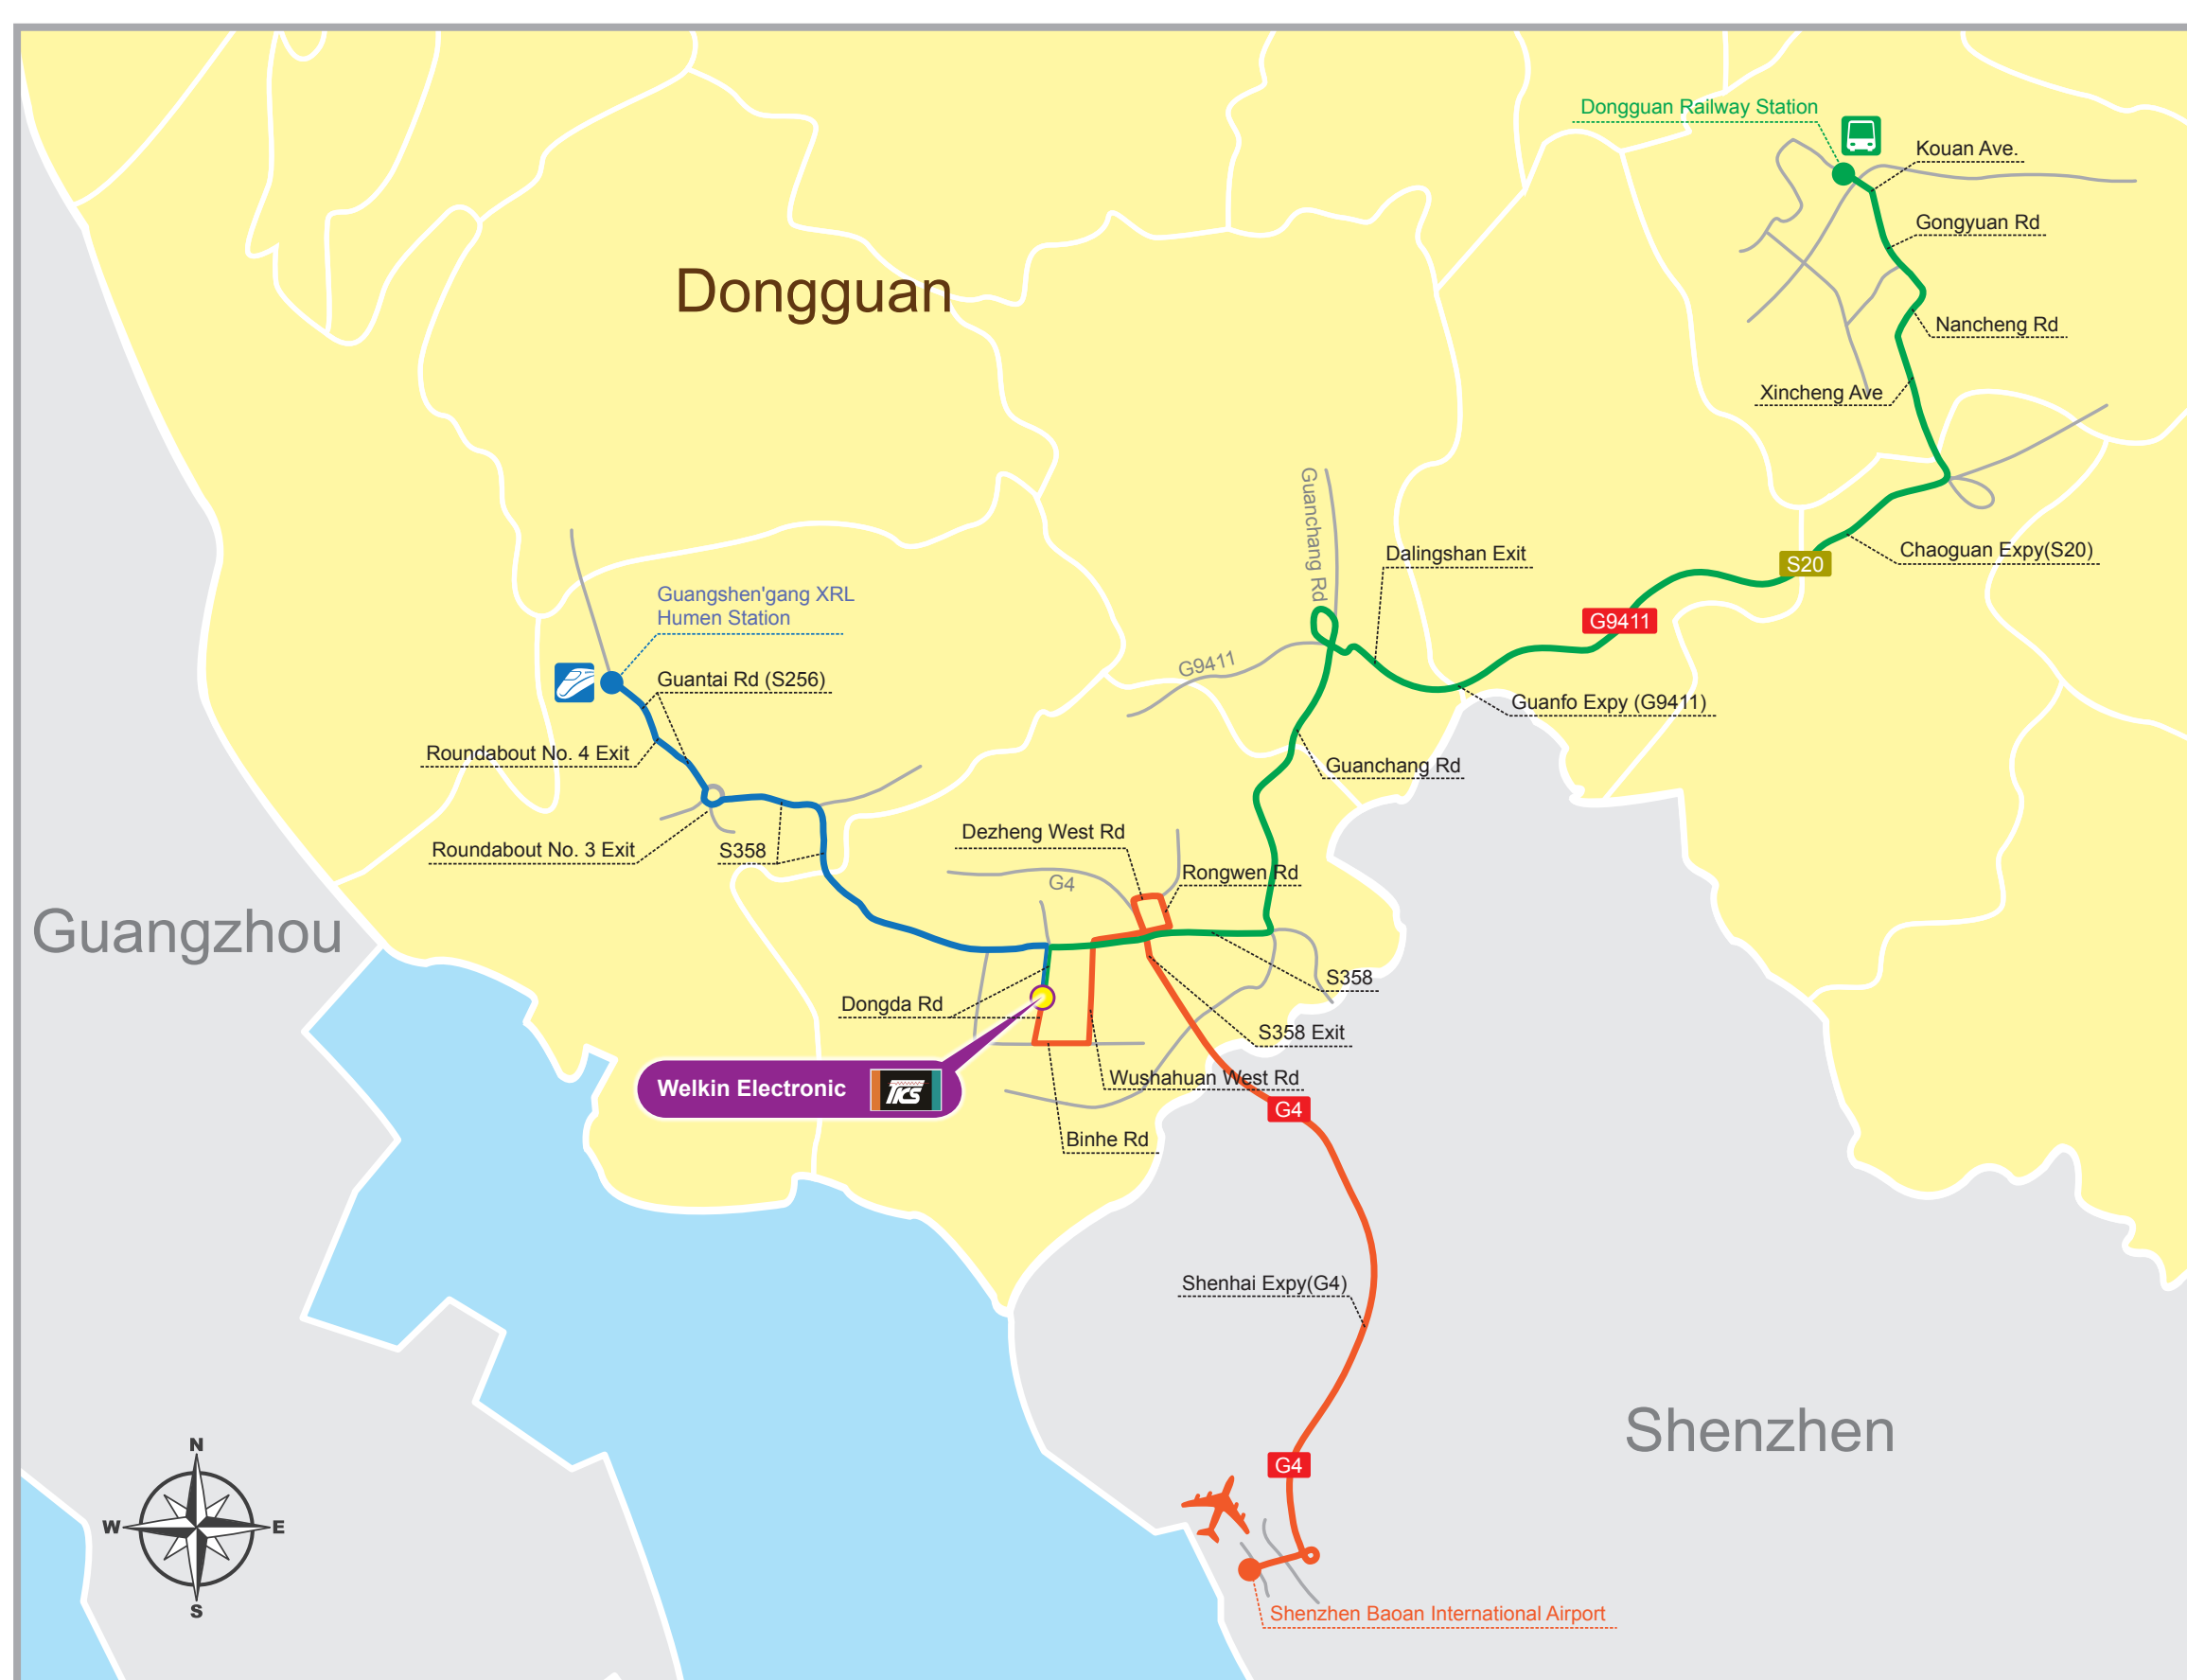 Dongguan Railway Station
Kouan Ave.
Gongyuan Rd
Dongguan
Nancheng Rd
Xincheng Ave
Guanchang Rd
Dalingshan Exit
Chaoguan Expy(S20)
S20
Guangshen'gang XRL
Humen Station
G9411
G9411
Guantai Rd (S256)
Guanfo Expy (G9411)
Roundabout No. 4 Exit
Guanchang Rd
Dezheng West Rd
Roundabout No. 3 Exit
S358
Rongwen Rd
G4
Guangzhou
S358
Dongda Rd
S358 Exit
Wushahuan West Rd
Welkin Electronic
TKS
G4
Binhe Rd
Shenhai Expy(G4)
Shenzhen
G4
N
W
E
S
Shenzhen Baoan International Airport